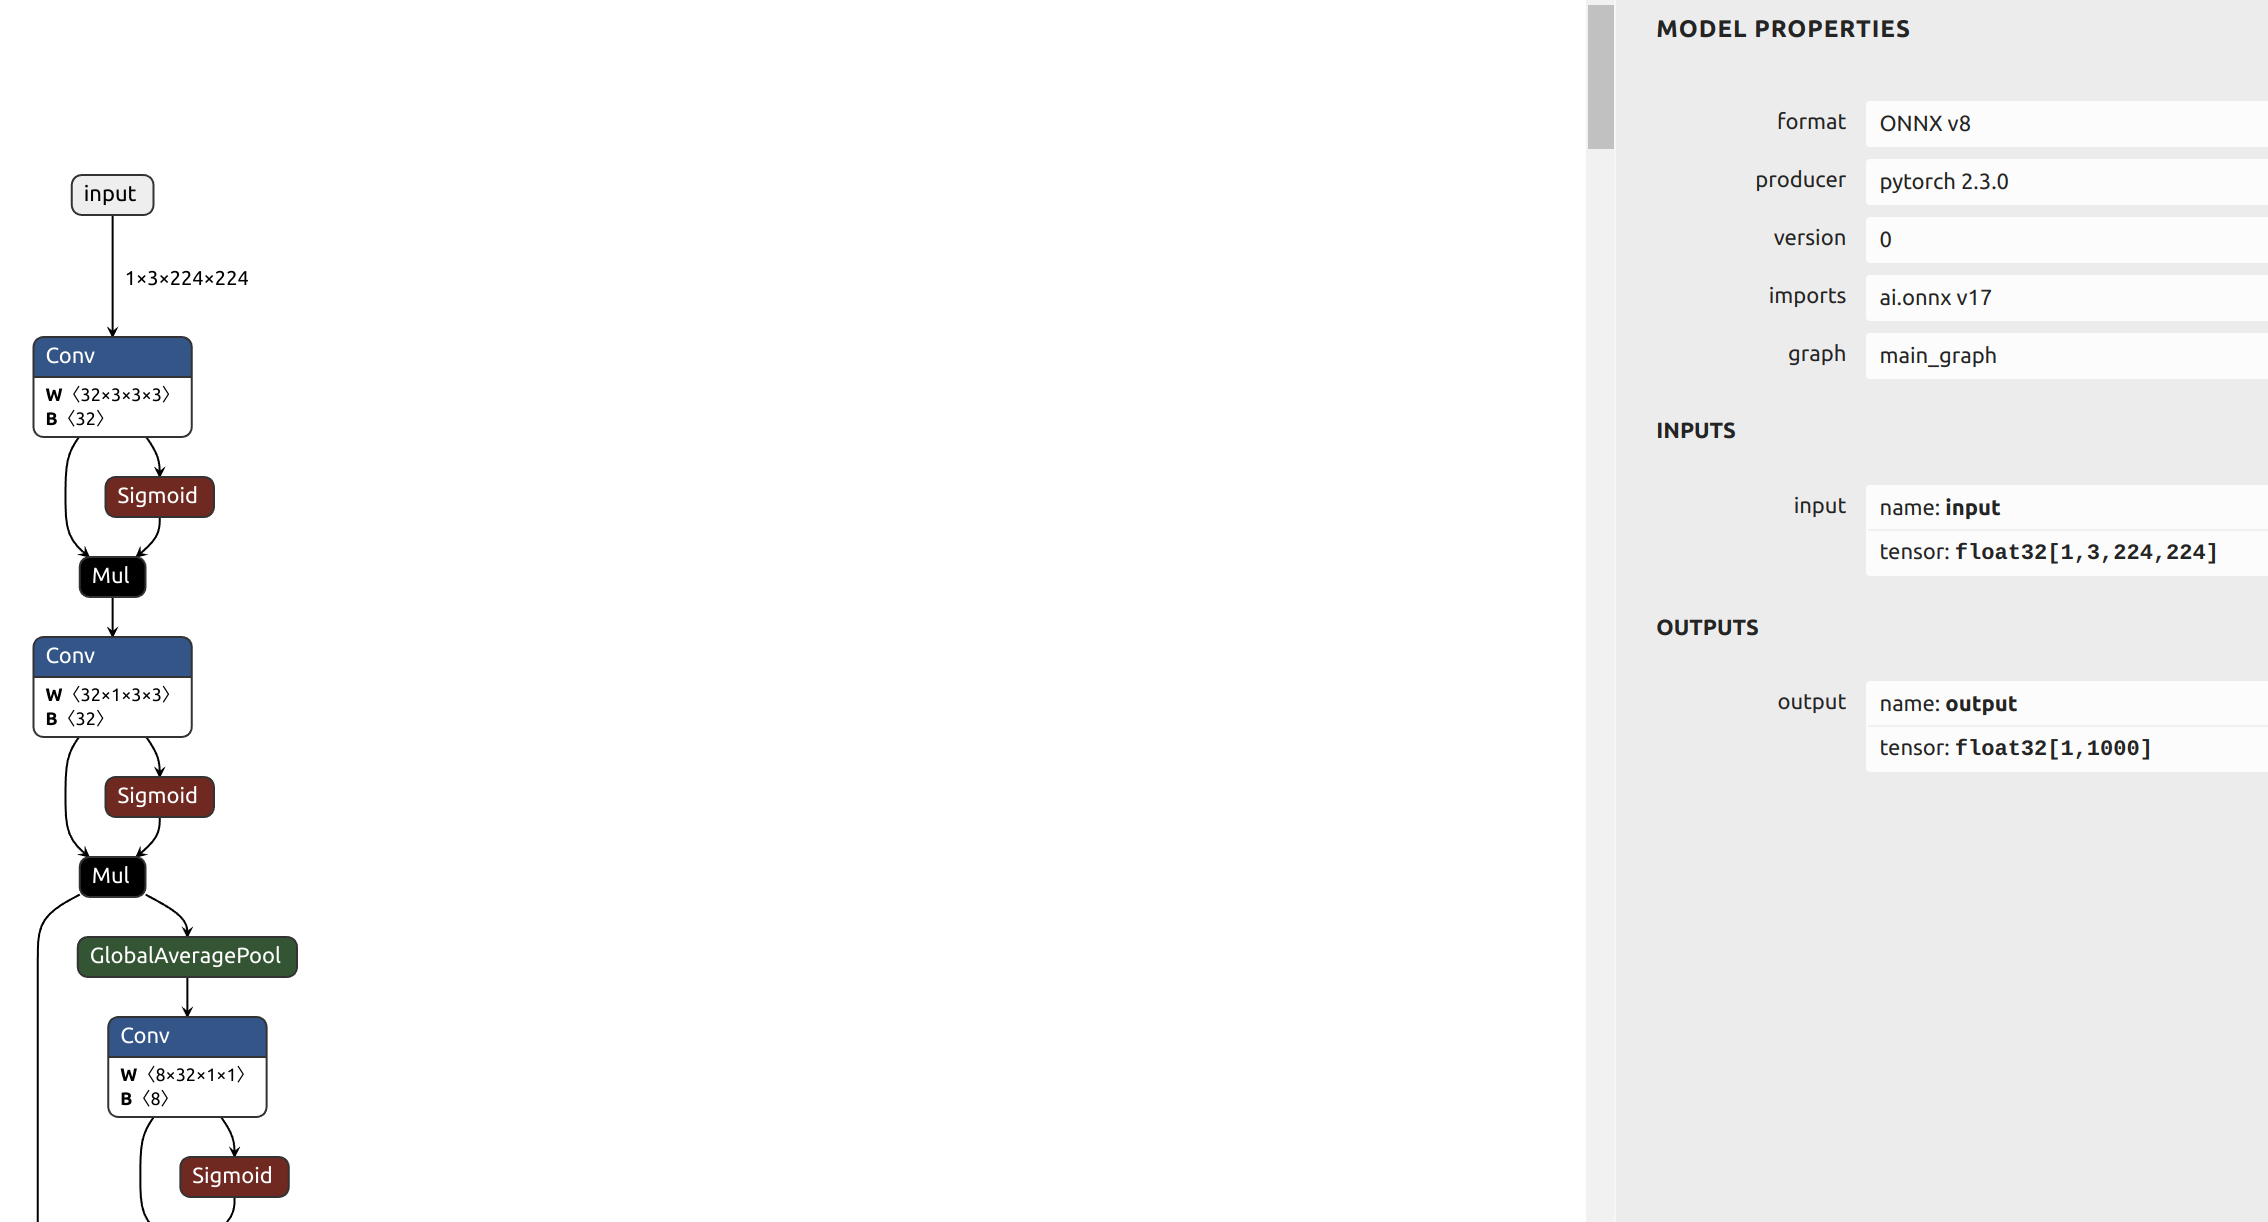 input
1×3×224×224
Conv
W 〈32×3×3×3〉
B 〈32〉
Sigmoid
Mul
Conv
W 〈32×1×3×3〉
B 〈32〉
Sigmoid
Mul
GlobalAveragePool
Conv
W 〈8×32×1×1〉
B 〈8〉
Sigmoid
MODEL PROPERTIES
format ONNX v8
producer pytorch 2.3.0
version 0
imports ai.onnx v17
graph main_graph
INPUTS
input name: input
tensor: float32[1,3,224,224]
OUTPUTS
output name: output
tensor: float32[1,1000]